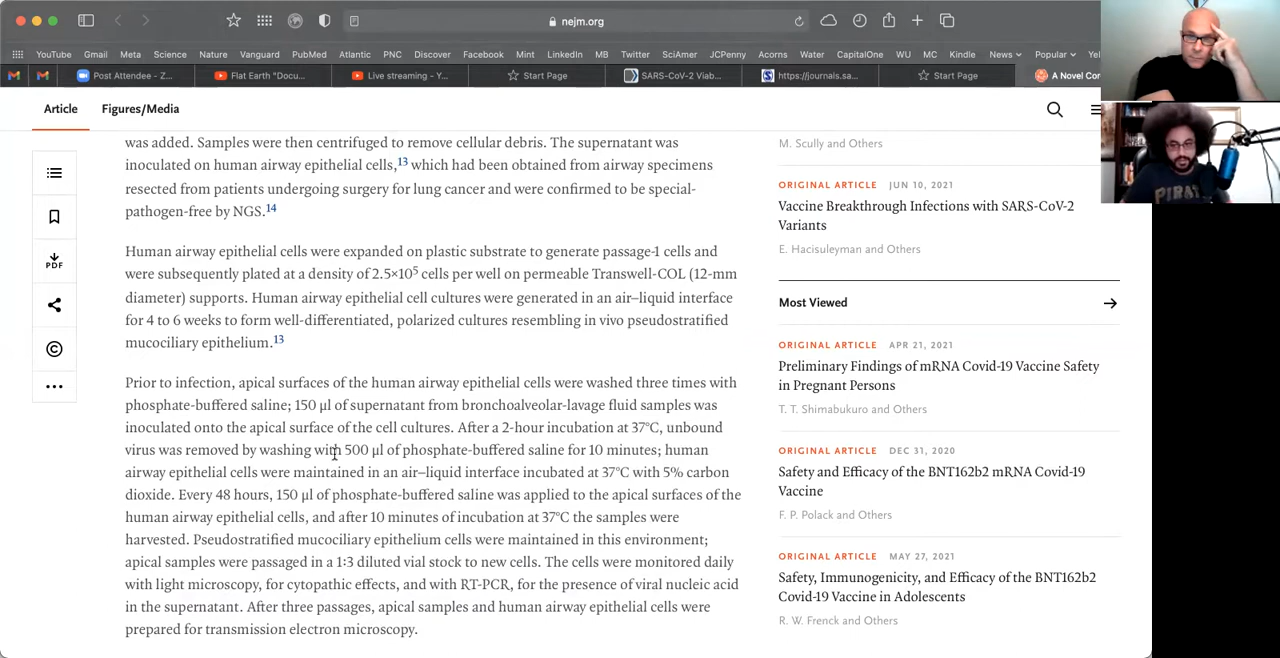 nejm.org
YouTube Gmail Meta Science Nature Vanguard PubMed Atlantic PNC Discover Facebook Mint LinkedIn MB Twitter SciAmer JCPenny Acorns Water CapitalOne WU MC Kindle News Popular Yel
Post Attendee - Z... Flat Earth "Docu... Live streaming - Y... Start Page SARS-CoV-2 Viab... https://journals.sa... Start Page A Novel Cor
Article Figures/Media
was added. Samples were then centrifuged to remove cellular debris. The supernatant was
inoculated on human airway epithelial cells,13 which had been obtained from airway specimens
resected from patients undergoing surgery for lung cancer and were confirmed to be special-
pathogen-free by NGS.14
Human airway epithelial cells were expanded on plastic substrate to generate passage-1 cells and
were subsequently plated at a density of 2.5×10⁵ cells per well on permeable Transwell-COL (12-mm
diameter) supports. Human airway epithelial cell cultures were generated in an air–liquid interface
for 4 to 6 weeks to form well-differentiated, polarized cultures resembling in vivo pseudostratified
mucociliary epithelium.13
Prior to infection, apical surfaces of the human airway epithelial cells were washed three times with
phosphate-buffered saline; 150 μl of supernatant from bronchoalveolar-lavage fluid samples was
inoculated onto the apical surface of the cell cultures. After a 2-hour incubation at 37°C, unbound
virus was removed by washing with 500 μl of phosphate-buffered saline for 10 minutes; human
airway epithelial cells were maintained in an air–liquid interface incubated at 37°C with 5% carbon
dioxide. Every 48 hours, 150 μl of phosphate-buffered saline was applied to the apical surfaces of the
human airway epithelial cells, and after 10 minutes of incubation at 37°C the samples were
harvested. Pseudostratified mucociliary epithelium cells were maintained in this environment;
apical samples were passaged in a 1:3 diluted vial stock to new cells. The cells were monitored daily
with light microscopy, for cytopathic effects, and with RT-PCR, for the presence of viral nucleic acid
in the supernatant. After three passages, apical samples and human airway epithelial cells were
prepared for transmission electron microscopy.
PDF
M. Scully and Others
ORIGINAL ARTICLE JUN 10, 2021
Vaccine Breakthrough Infections with SARS-CoV-2
Variants
E. Hacisuleyman and Others
Most Viewed
ORIGINAL ARTICLE APR 21, 2021
Preliminary Findings of mRNA Covid-19 Vaccine Safety
in Pregnant Persons
T. T. Shimabukuro and Others
ORIGINAL ARTICLE DEC 31, 2020
Safety and Efficacy of the BNT162b2 mRNA Covid-19
Vaccine
F. P. Polack and Others
ORIGINAL ARTICLE MAY 27, 2021
Safety, Immunogenicity, and Efficacy of the BNT162b2
Covid-19 Vaccine in Adolescents
R. W. Frenck and Others
PIRAT